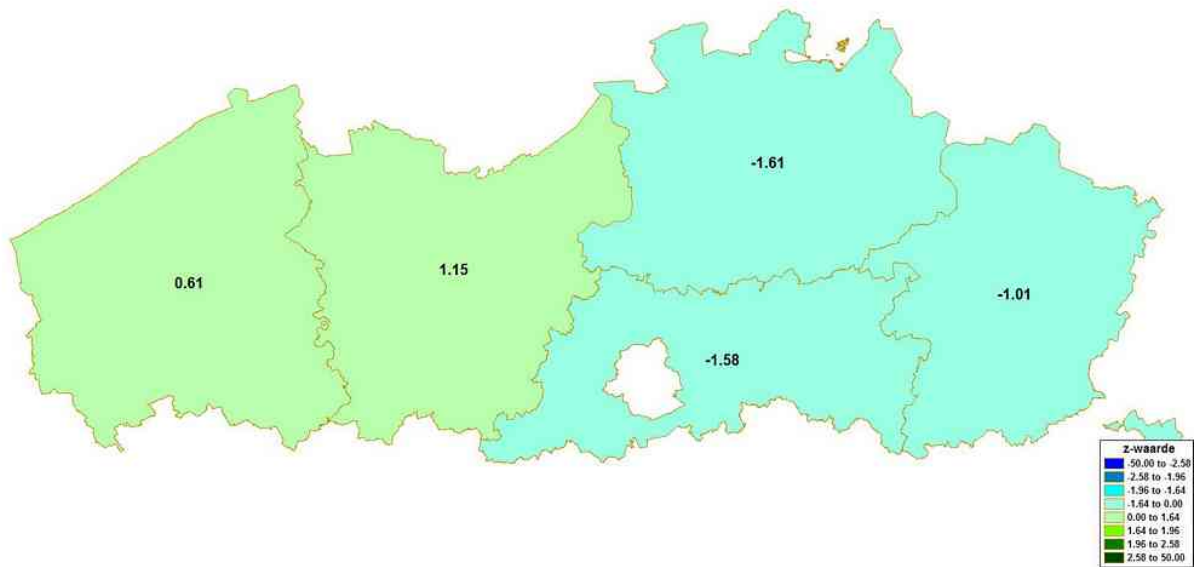 -1.61
0.61
1.15
-1.01
-1.58
z-waarde
-50.00 to -2.58
-2.58 to -1.96
-1.96 to -1.64
-1.64 to 0.00
0.00 to 1.64
1.64 to 1.96
1.96 to 2.58
2.58 to 50.00